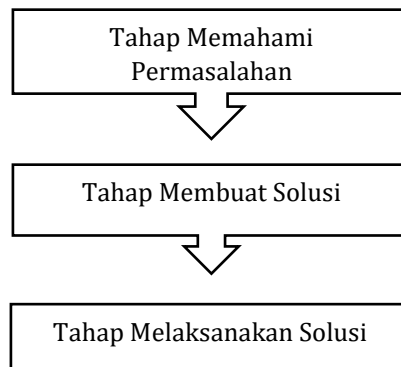 Tahap Memahami
Permasalahan
Tahap Membuat Solusi
Tahap Melaksanakan Solusi